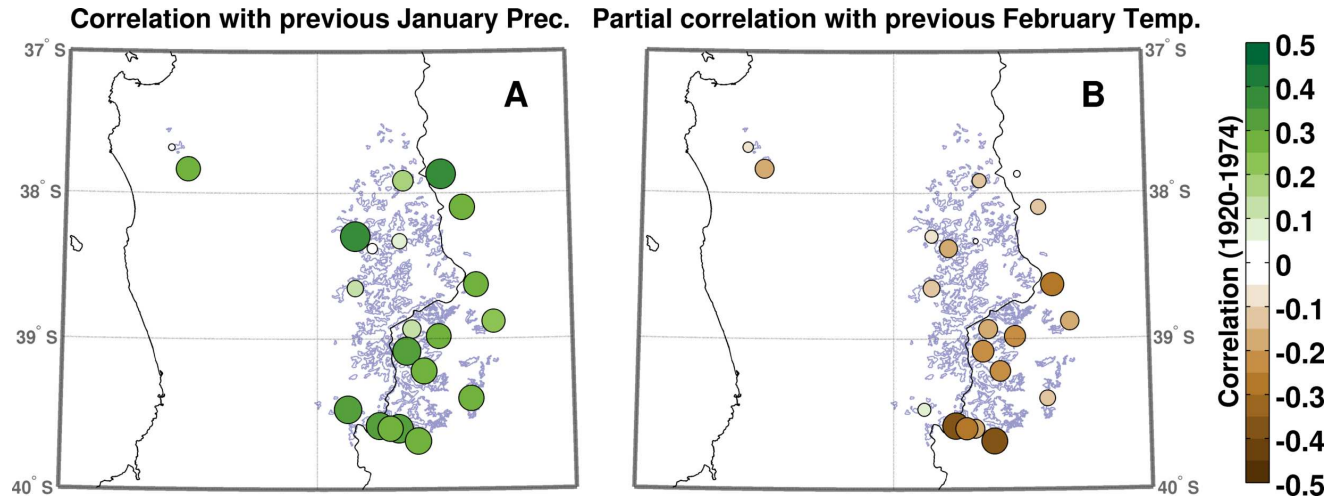 Correlation with previous January Prec.
Partial correlation with previous February Temp.
37° S
38° S
39° S
40° S
A
B
37° S
38° S
39° S
40° S
Correlation (1920-1974)
0.5
0.4
0.3
0.2
0.1
0
-0.1
-0.2
-0.3
-0.4
-0.5